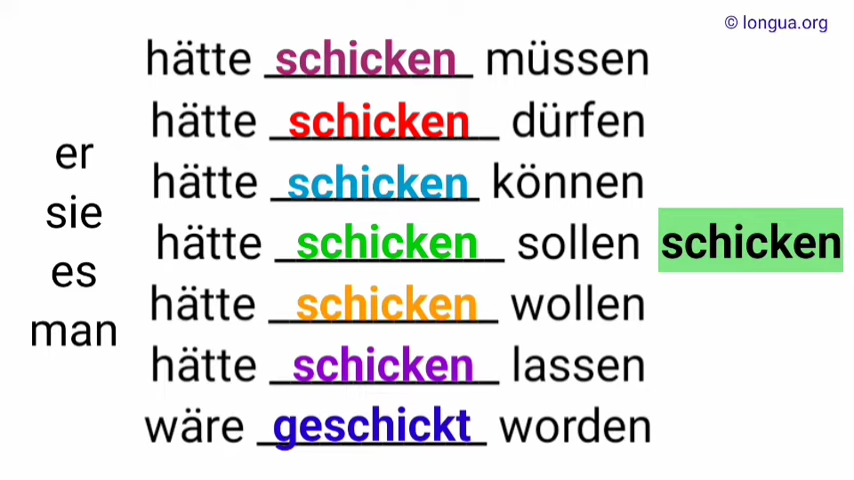 © longua.org
er
sie
es
man
hätte schicken müssen
hätte schicken dürfen
hätte schicken können
hätte schicken sollen
hätte schicken wollen
hätte schicken lassen
wäre geschickt worden
schicken